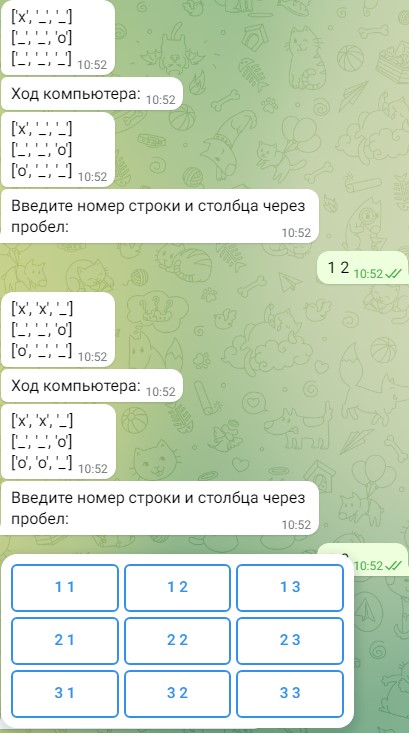 ['x', '_', '_']
['_', '_', 'o']
['_', '_', '_'] 10:52
Ход компьютера: 10:52
['x', '_', '_']
['_', '_', 'o']
['o', '_', '_'] 10:52
Введите номер строки и столбца через
пробел: 10:52
1 2 10:52
['x', 'x', '_']
['_', '_', 'o']
['o', '_', '_'] 10:52
Ход компьютера: 10:52
['x', 'x', '_']
['_', '_', 'o']
['o', 'o', '_'] 10:52
Введите номер строки и столбца через
пробел: 10:52
10:52
1 1 1 2 1 3
2 1 2 2 2 3
3 1 3 2 3 3